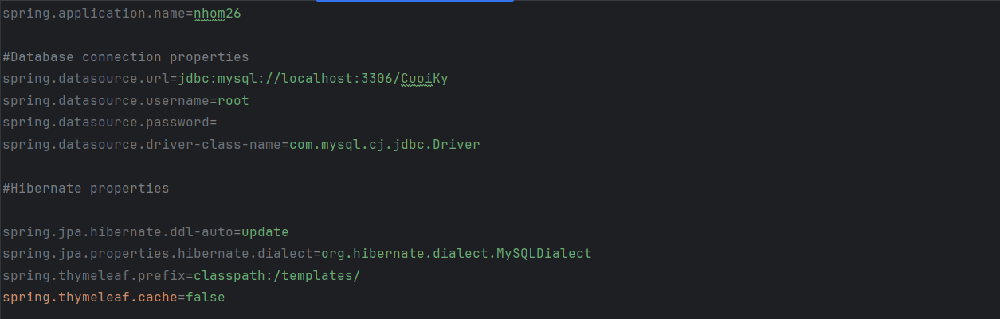 spring.application.name=nhom26
#Database connection properties
spring.datasource.url=jdbc:mysql://localhost:3306/CuoiKy
spring.datasource.username=root
spring.datasource.password=
spring.datasource.driver-class-name=com.mysql.cj.jdbc.Driver
#Hibernate properties
spring.jpa.hibernate.ddl-auto=update
spring.jpa.properties.hibernate.dialect=org.hibernate.dialect.MySQLDialect
spring.thymeleaf.prefix=classpath:/templates/
spring.thymeleaf.cache=false